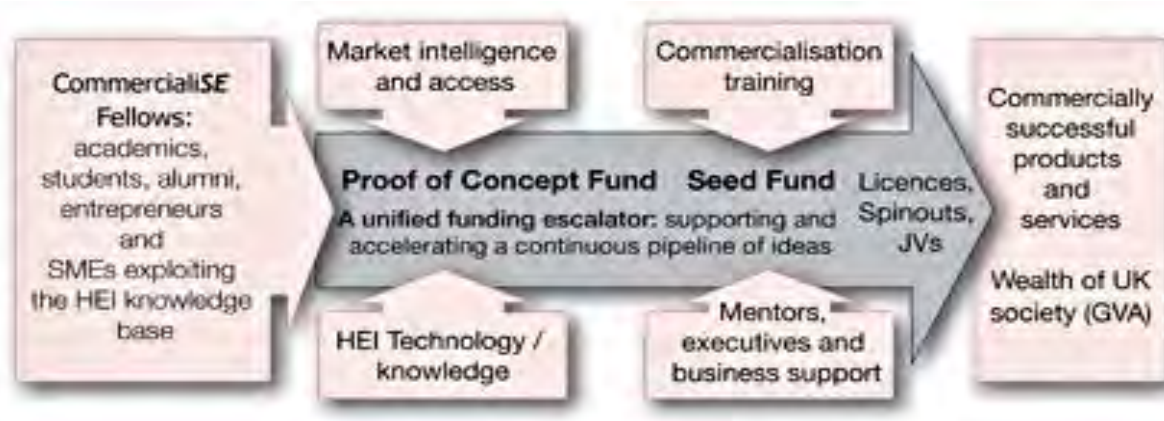 CommercialiSE
Fellows:
academics,
students, alumni,
entrepreneurs
and
SMEs exploiting
the HEI knowledge
base
Market intelligence
and access
Commercialisation
training
Proof of Concept Fund Seed Fund
A unified funding escalator: supporting and
accelerating a continuous pipeline of ideas
Licences,
Spinouts,
JVs
HEI Technology /
knowledge
Mentors,
executives and
business support
Commercially
successful
products
and
services
Wealth of UK
society (GVA)